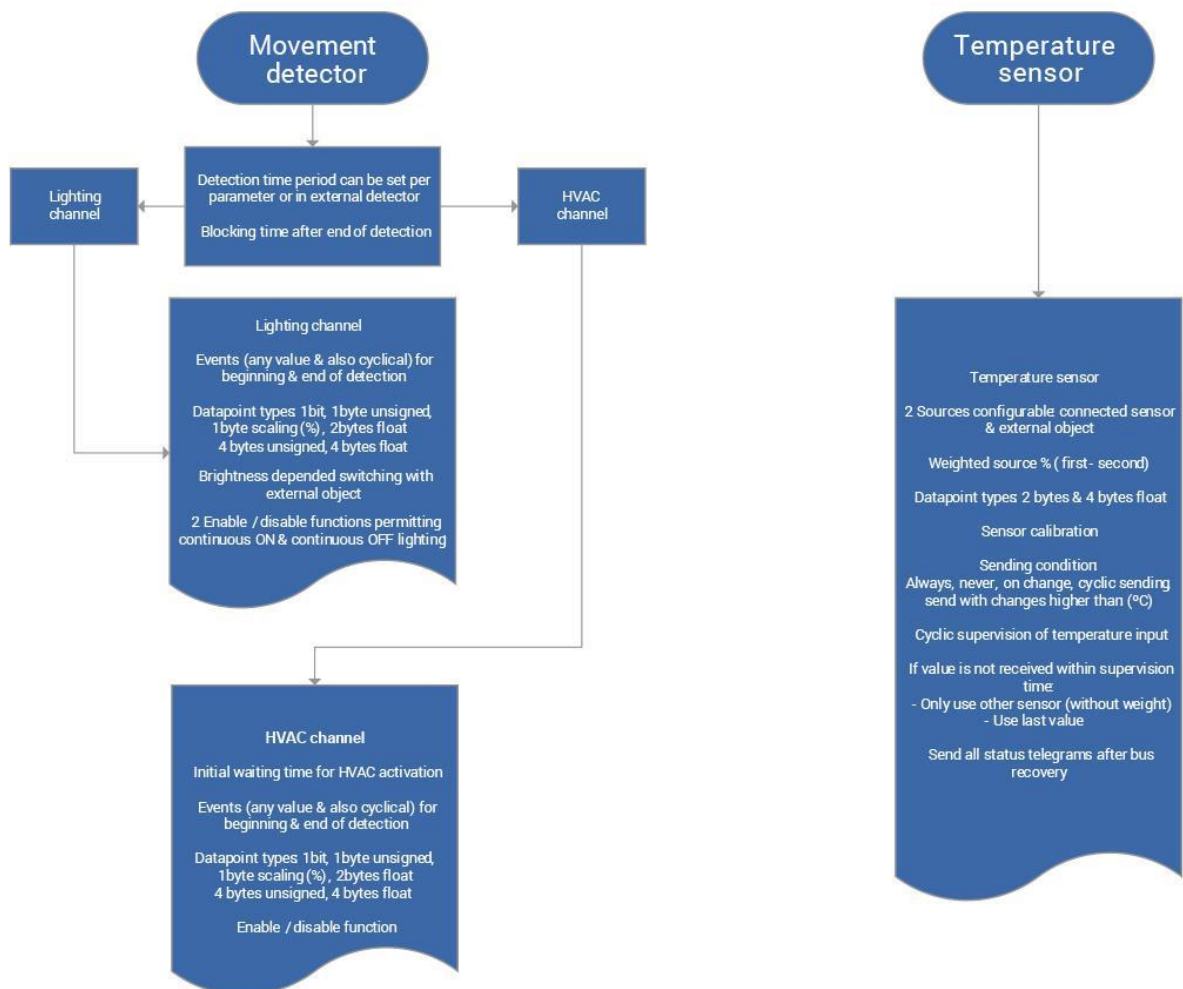 Movement
detector
Detection time period can be set per
parameter or in external detector
Blocking time after end of detection
Lighting
channel
HVAC
channel
Lighting channel
Events (any value & also cyclical) for
beginning & end of detection
Datapoint types: 1bit, 1byte unsigned,
1byte scaling (%), 2bytes float
4 bytes unsigned, 4 bytes float
Brightness depended switching with
external object
2 Enable / disable functions permitting
continuous ON & continuous OFF lighting
HVAC channel
Initial waiting time for HVAC activation
Events (any value & also cyclical) for
beginning & end of detection
Datapoint types: 1bit, 1byte unsigned,
1byte scaling (%), 2bytes float
4 bytes unsigned, 4 bytes float
Enable / disable function
Temperature
sensor
Temperature sensor
2 Sources configurable: connected sensor
& external object
Weighted source % ( first- second)
Datapoint types: 2 bytes & 4 bytes float
Sensor calibration
Sending condition:
Always, never, on change, cyclic sending,
send with changes higher than (ºC)
Cyclic supervision of temperature input
If value is not received within supervision
time:
- Only use other sensor (without weight)
- Use last value
Send all status telegrams after bus
recovery